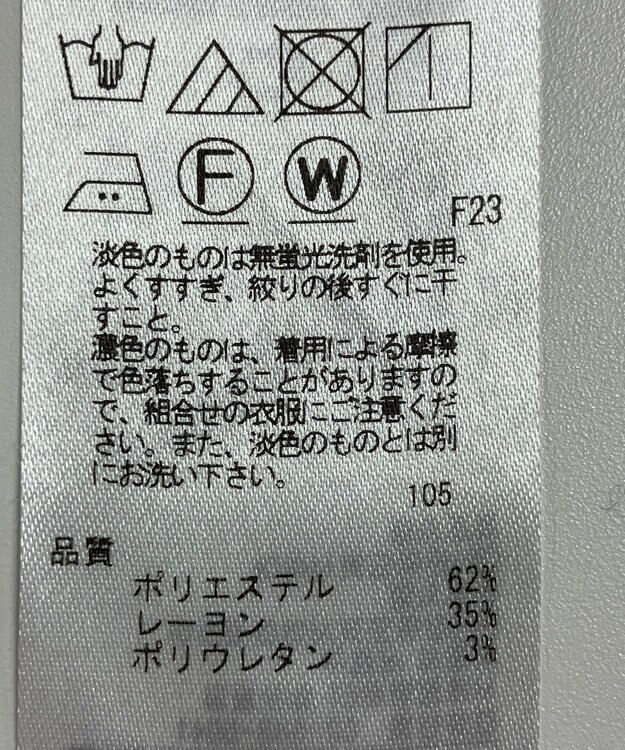 F
W
F23
淡色のものは無蛍光洗剤を使用。
よくすすぎ、絞りの後すぐに干
すこと。
濃色のものは、着用による摩擦
で色落ちすることがありますの
で、組合せの衣服にご注意くだ
さい。また、淡色のものとは別
にお洗い下さい。
105
品質
ポリエステル 62%
レーヨン 35%
ポリウレタン 3%